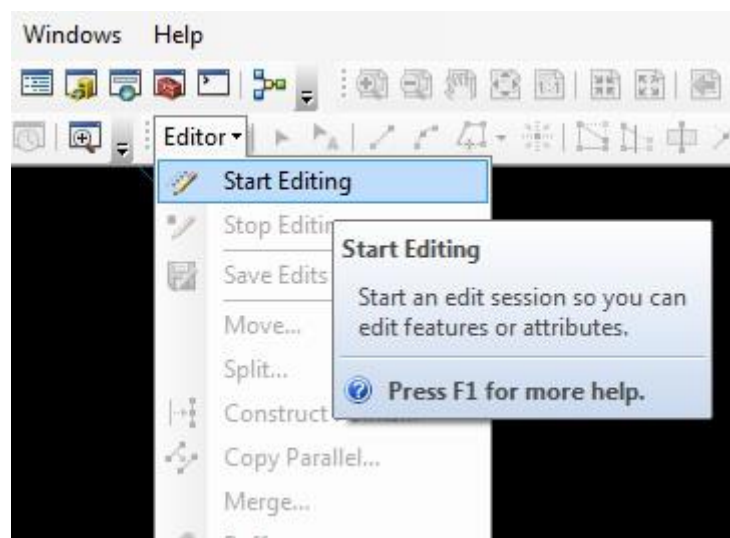 Windows Help
Editor
Start Editing
Stop Editin
Start Editing
Save Edits
Start an edit session so you can
edit features or attributes.
Move...
Split...
Press F1 for more help.
Construct
Copy Parallel...
Merge...